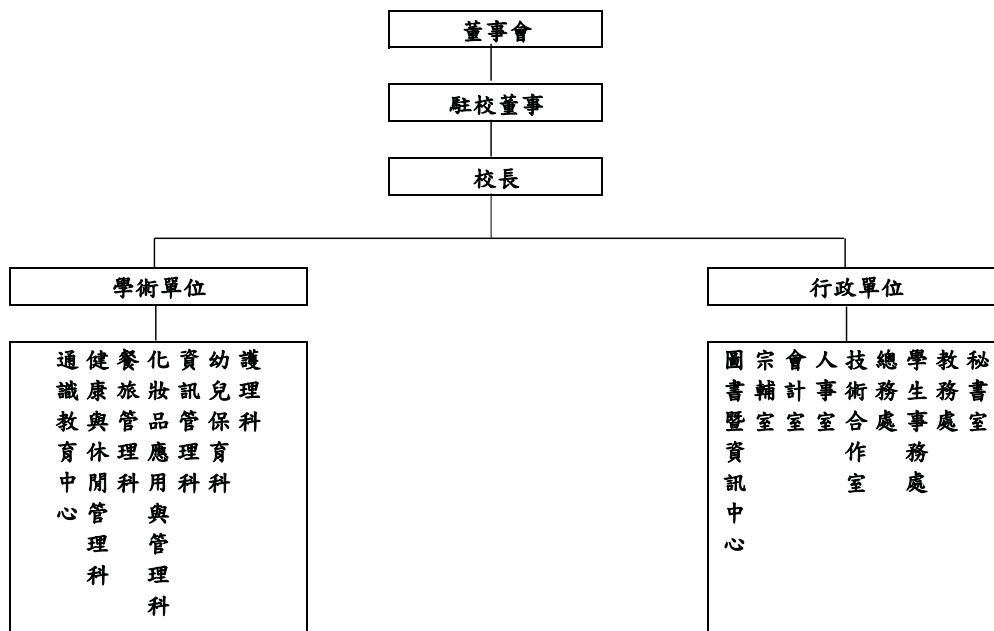 董事會
駐校董事
校長
學術單位
護理科
幼兒保育科
資訊管理科
化妝品應用與管理科
餐旅管理科
健康與休閒管理科
通識教育中心
行政單位
秘書室
教務處
學生事務處
總務處
技術合作室
人事室
會計室
宗輔室
圖書暨資訊中心